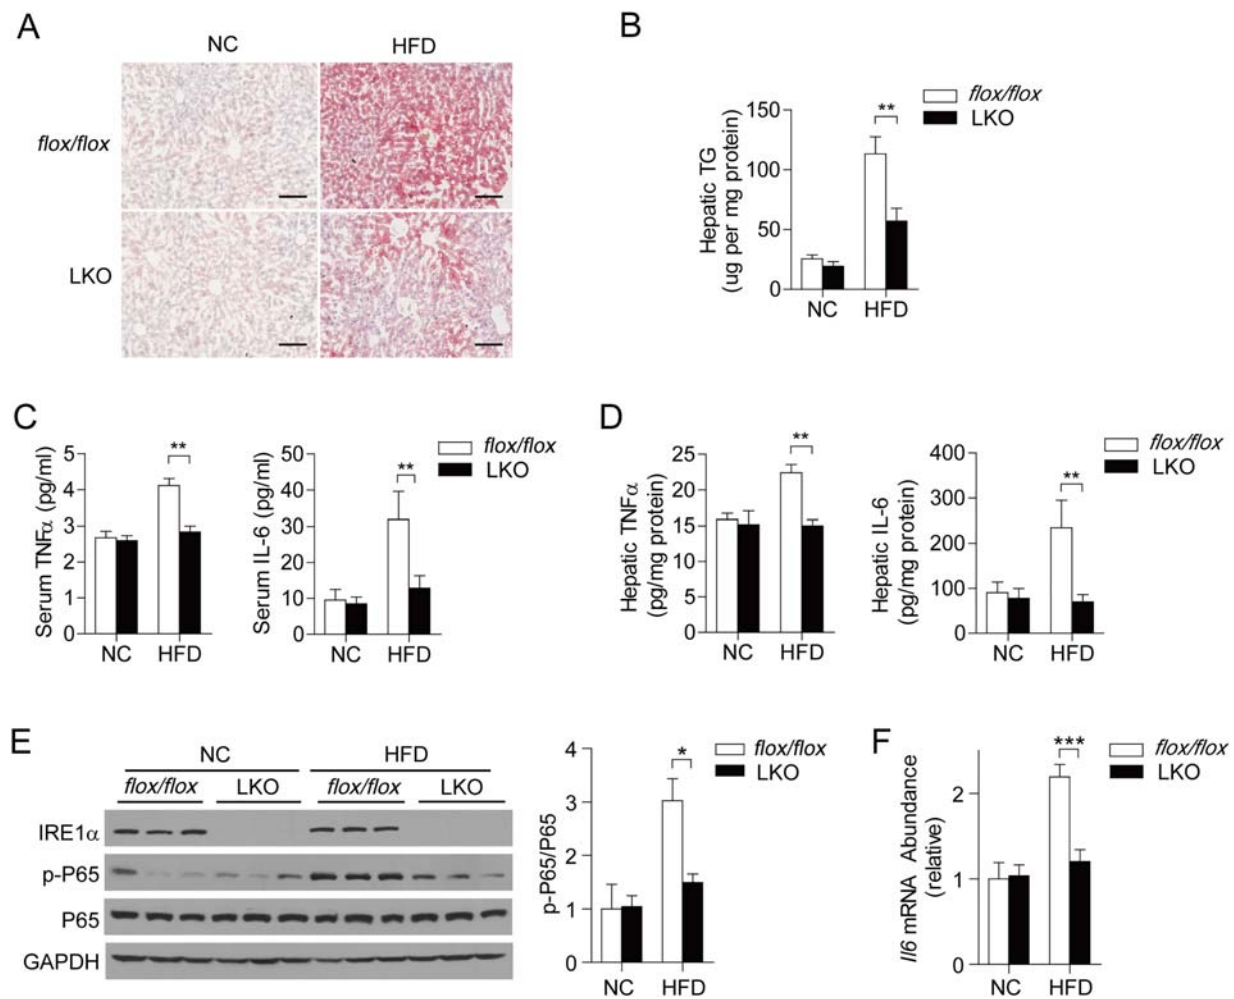 A
NC HFD
flox/flox
LKO
B
Hepatic TG
(ug per mg protein)
150
100
50
0
**
NC HFD
flox/flox
LKO
C
Serum TNFα (pg/ml)
5
4
3
2
1
0
**
NC HFD
Serum IL-6 (pg/ml)
50
40
30
20
10
0
**
NC HFD
flox/flox
LKO
D
Hepatic TNFα
(pg/mg protein)
25
20
15
10
5
0
**
NC HFD
Hepatic IL-6
(pg/mg protein)
400
300
200
100
0
**
NC HFD
flox/flox
LKO
E
NC HFD
flox/flox LKO flox/flox LKO
IRE1α
p-P65
P65
GAPDH
p-P65/P65
4
3
2
1
0
*
NC HFD
flox/flox
LKO
F
Il6 mRNA Abundance
(relative)
2
1
0
***
NC HFD
flox/flox
LKO